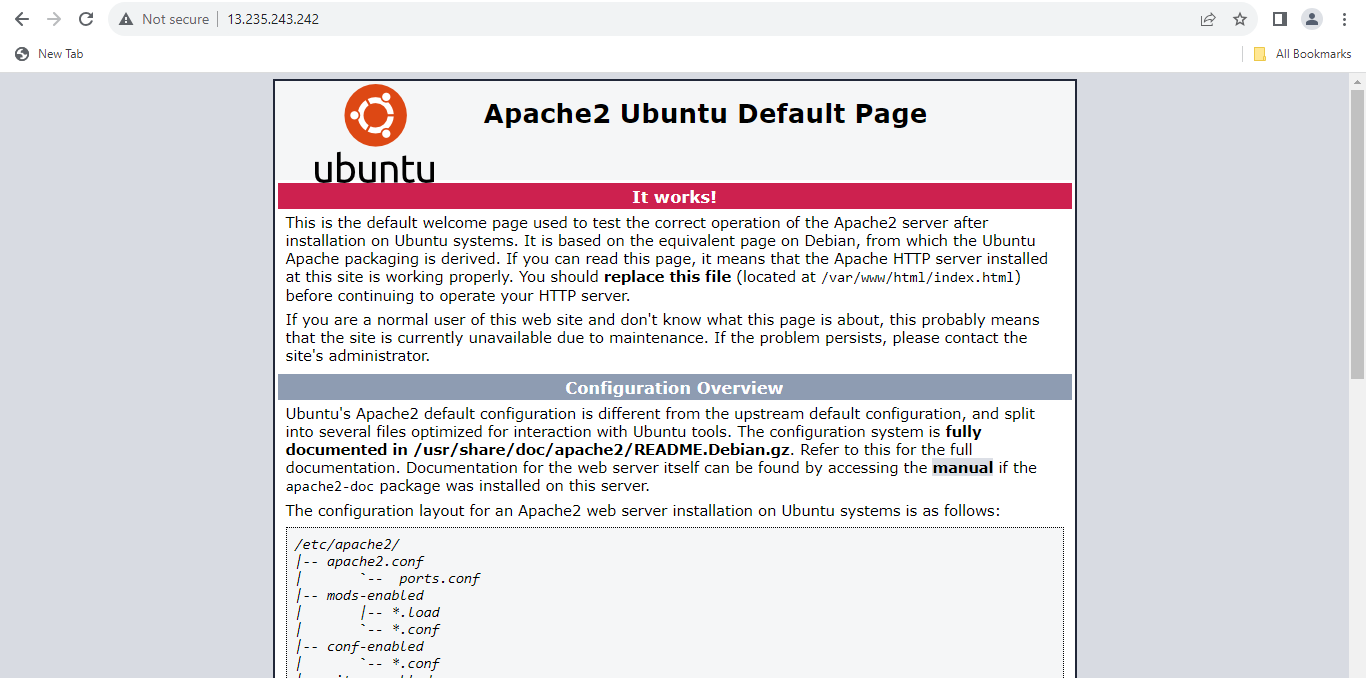 Not secure 13.235.243.242
New Tab
All Bookmarks
ubuntu
Apache2 Ubuntu Default Page
It works!
This is the default welcome page used to test the correct operation of the Apache2 server after
installation on Ubuntu systems. It is based on the equivalent page on Debian, from which the Ubuntu
Apache packaging is derived. If you can read this page, it means that the Apache HTTP server installed
at this site is working properly. You should replace this file (located at /var/www/html/index.html)
before continuing to operate your HTTP server.
If you are a normal user of this web site and don't know what this page is about, this probably means
that the site is currently unavailable due to maintenance. If the problem persists, please contact the
site's administrator.
Configuration Overview
Ubuntu's Apache2 default configuration is different from the upstream default configuration, and split
into several files optimized for interaction with Ubuntu tools. The configuration system is fully
documented in /usr/share/doc/apache2/README.Debian.gz. Refer to this for the full
documentation. Documentation for the web server itself can be found by accessing the manual if the
apache2-doc package was installed on this server.
The configuration layout for an Apache2 web server installation on Ubuntu systems is as follows:
/etc/apache2/
|-- apache2.conf
|       `--  ports.conf
|-- mods-enabled
|       |-- *.load
|       `-- *.conf
|-- conf-enabled
|       `-- *.conf